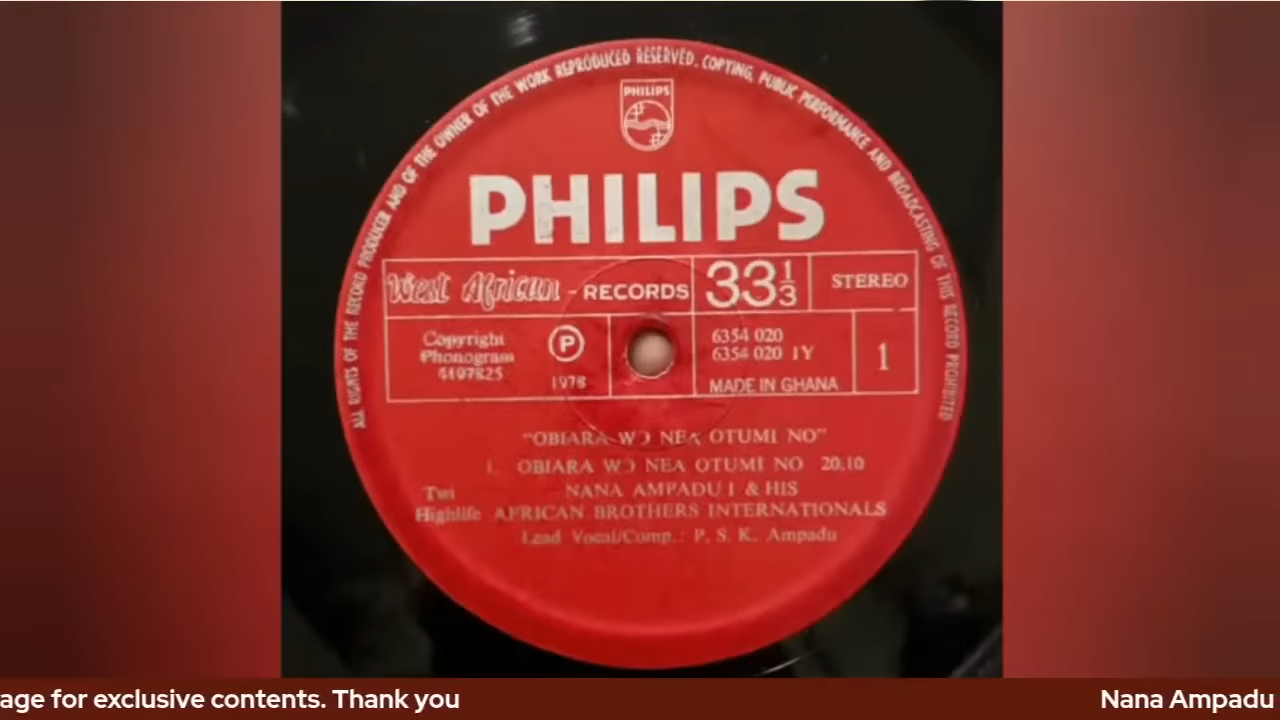 ALL RIGHTS OF THE RECORD PRODUCER AND OF THE OWNER OF THE WORK REPRODUCED RESERVED. COPYING, PUBLIC PERFORMANCE AND BROADCASTING OF THIS RECORD PROHIBITED
PHILIPS
PHILIPS
West African - RECORDS
33 1/3
STEREO
Copyright
Phonogram
4197825
P
1978
6354 020
6354 020 1Y
MADE IN GHANA
1
"OBIARA WƆ NEA OTUMI NO"
1. OBIARA WƆ NEA OTUMI NO 20.10
Twi NANA AMPADU I & HIS
Highlife AFRICAN BROTHERS INTERNATIONALS
Lead Vocal/Comp.: P. S. K. Ampadu
age for exclusive contents. Thank you
Nana Ampadu